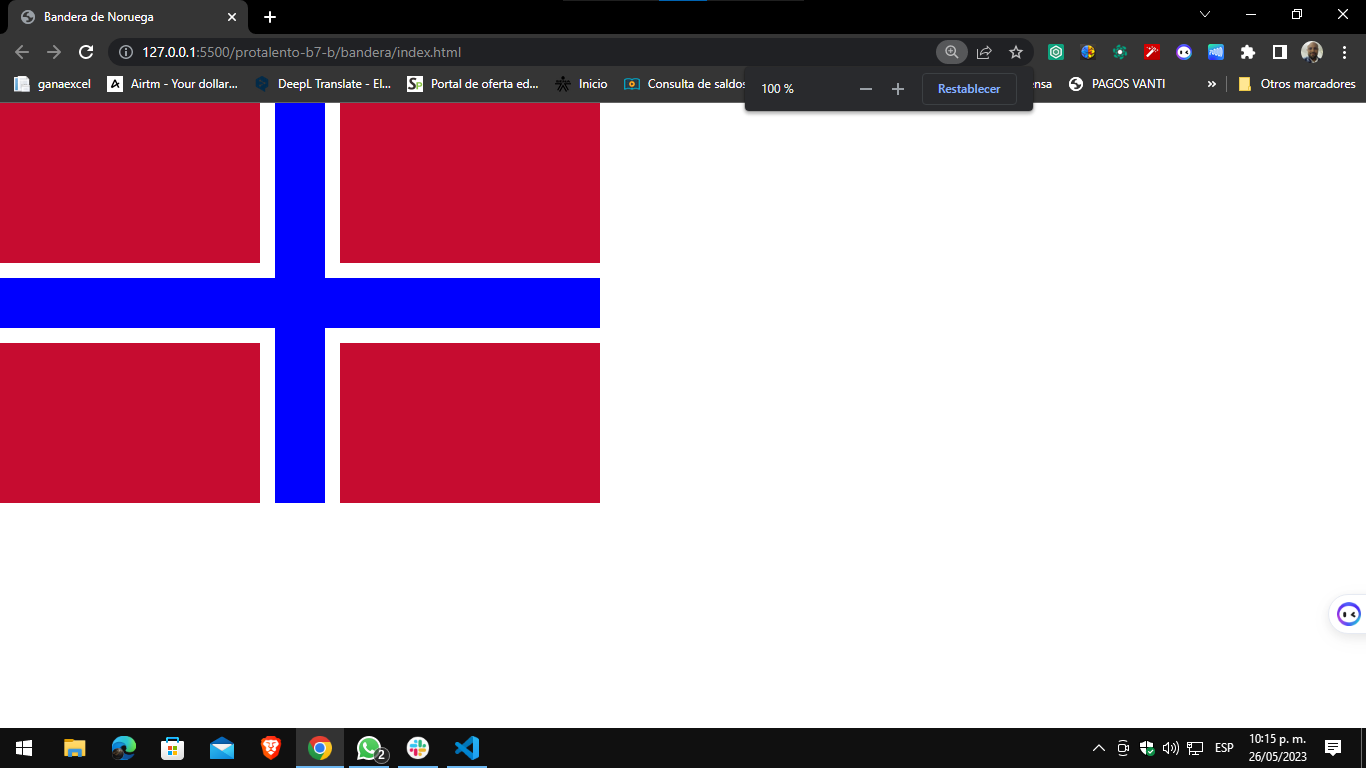 Bandera de Noruega
127.0.0.1:5500/protalento-b7-b/bandera/index.html
ganaexcel
Airtm - Your dollar...
DeepL Translate - El...
Portal de oferta ed...
Inicio
Consulta de saldos
ensa
PAGOS VANTI
»
Otros marcadores
100 %
Restablecer
2
ESP
10:15 p. m.
26/05/2023